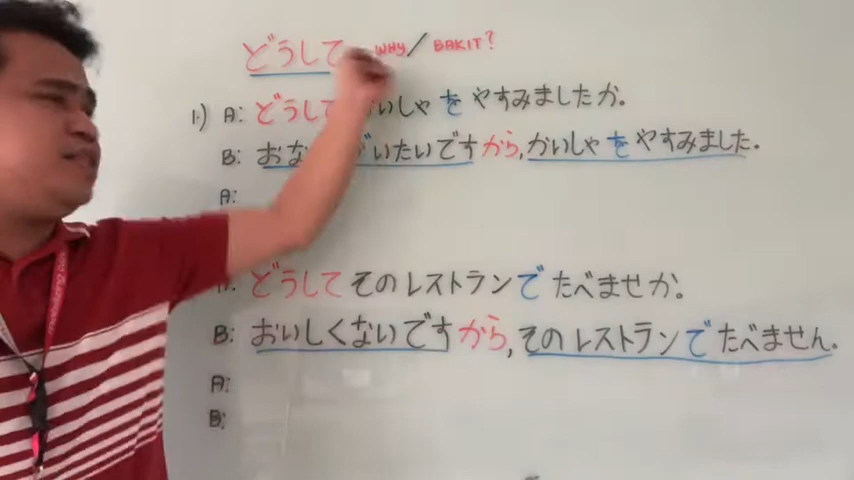 どうして WHY/BAKIT?
1.) A: どうして かいしゃ を やすみましたか。
B: おな がいたいですから, かいしゃ を やすみました.
A:
どうして そのレストランで たべませか。
B: おいしくないですから, そのレストランで たべません.
A:
B: